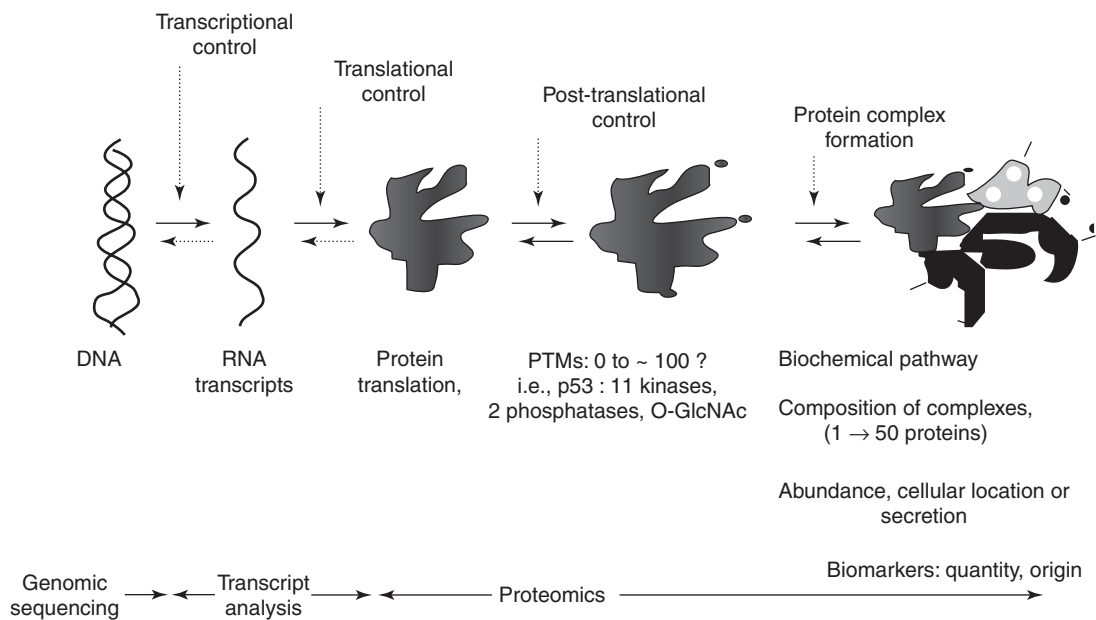 Transcriptional
control
Translational
control
Post-translational
control
Protein complex
formation
DNA
RNA
transcripts
Protein
translation,
PTMs: 0 to ~ 100 ?
i.e., p53 : 11 kinases,
2 phosphatases, O-GlcNAc
Biochemical pathway
Composition of complexes,
(1 → 50 proteins)
Abundance, cellular location or
secretion
Biomarkers: quantity, origin
Genomic
sequencing
Transcript
analysis
Proteomics